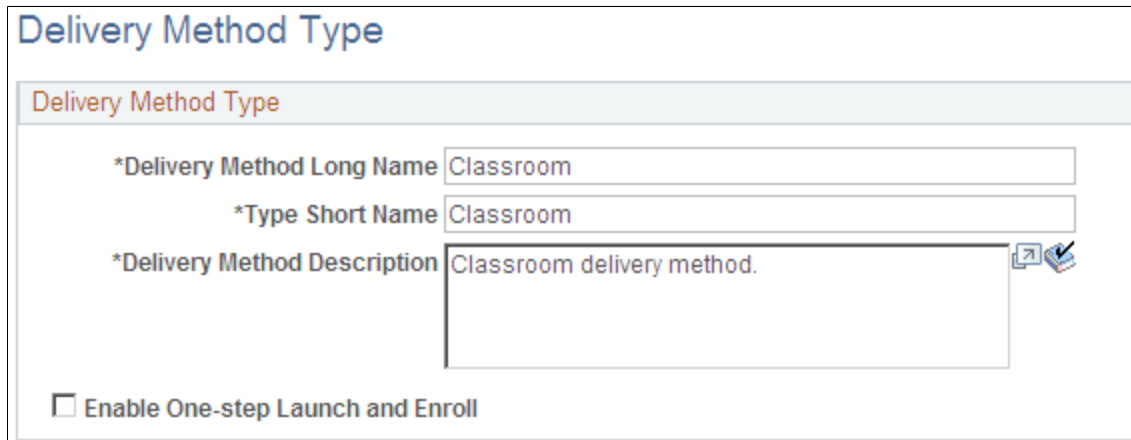 Delivery Method Type
Delivery Method Type
*Delivery Method Long Name Classroom
*Type Short Name Classroom
*Delivery Method Description Classroom delivery method.
Enable One-step Launch and Enroll